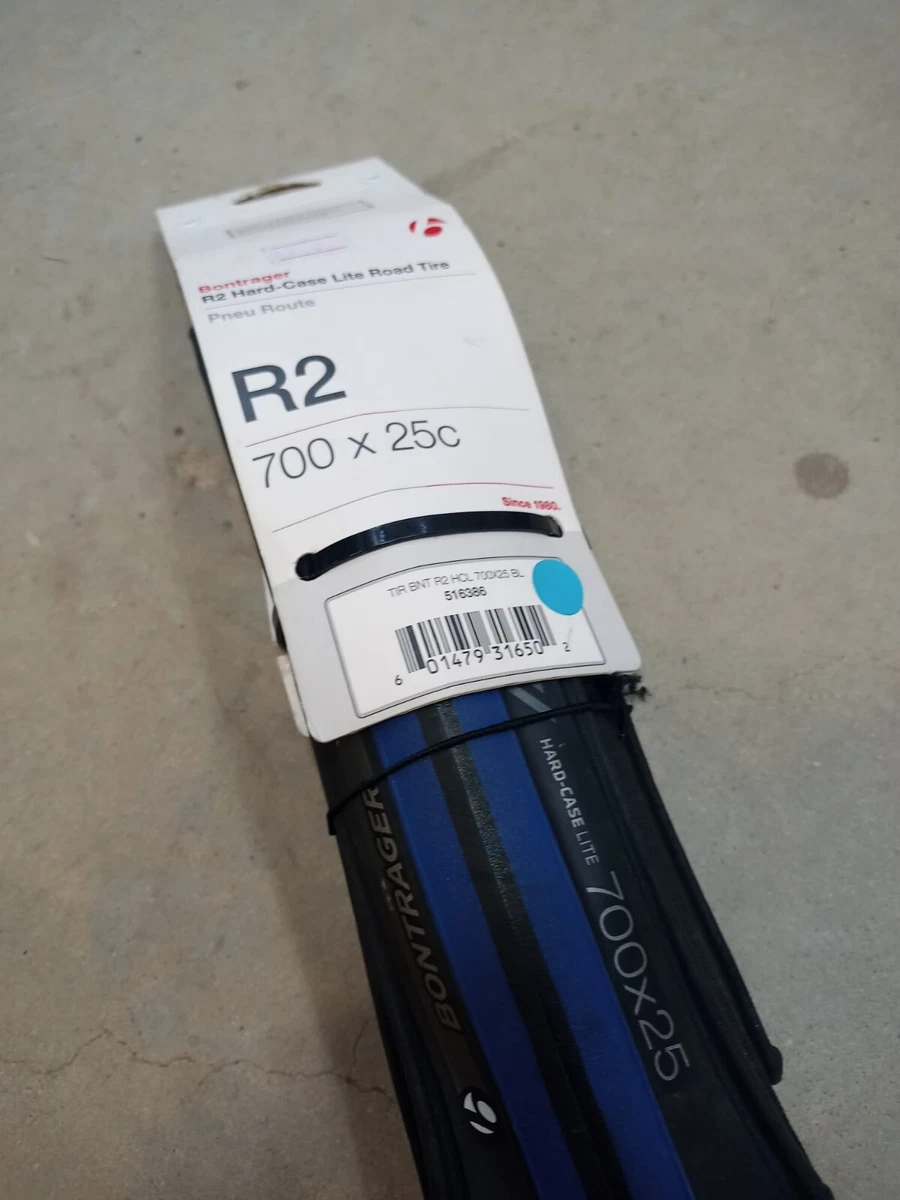 Bontrager
R2 Hard-Case Lite Road Tire
Pneu Route
R2
700 x 25c
Since 1980.
TIR BNT R2 HCL 700X25 BL
516386
6 01479 31650 2
BONTRAGER
HARD-CASE LITE 700x25